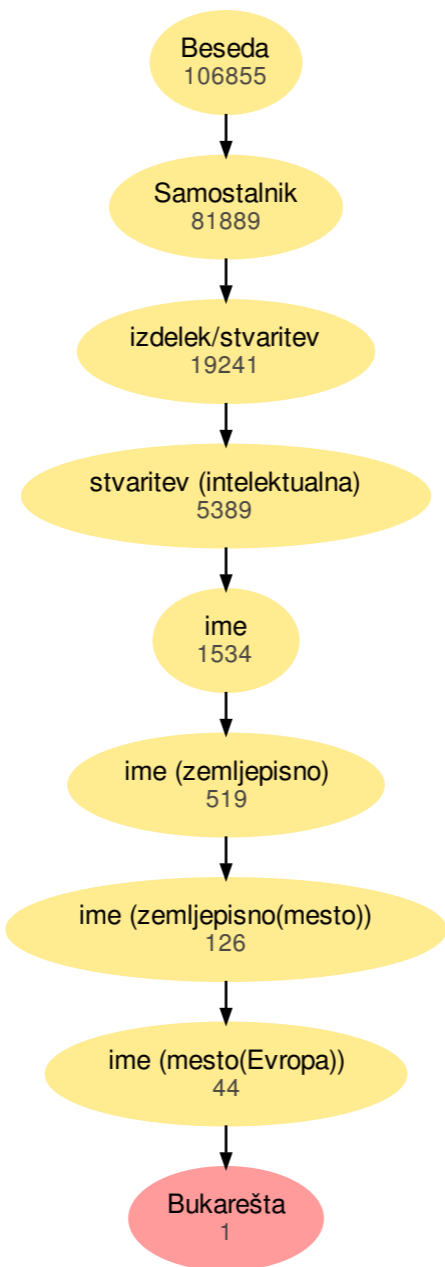 Beseda
106855
Samostalnik
81889
izdelek/stvaritev
19241
stvaritev (intelektualna)
5389
ime
1534
ime (zemljepisno)
519
ime (zemljepisno(mesto))
126
ime (mesto(Evropa))
44
Bukarešta
1